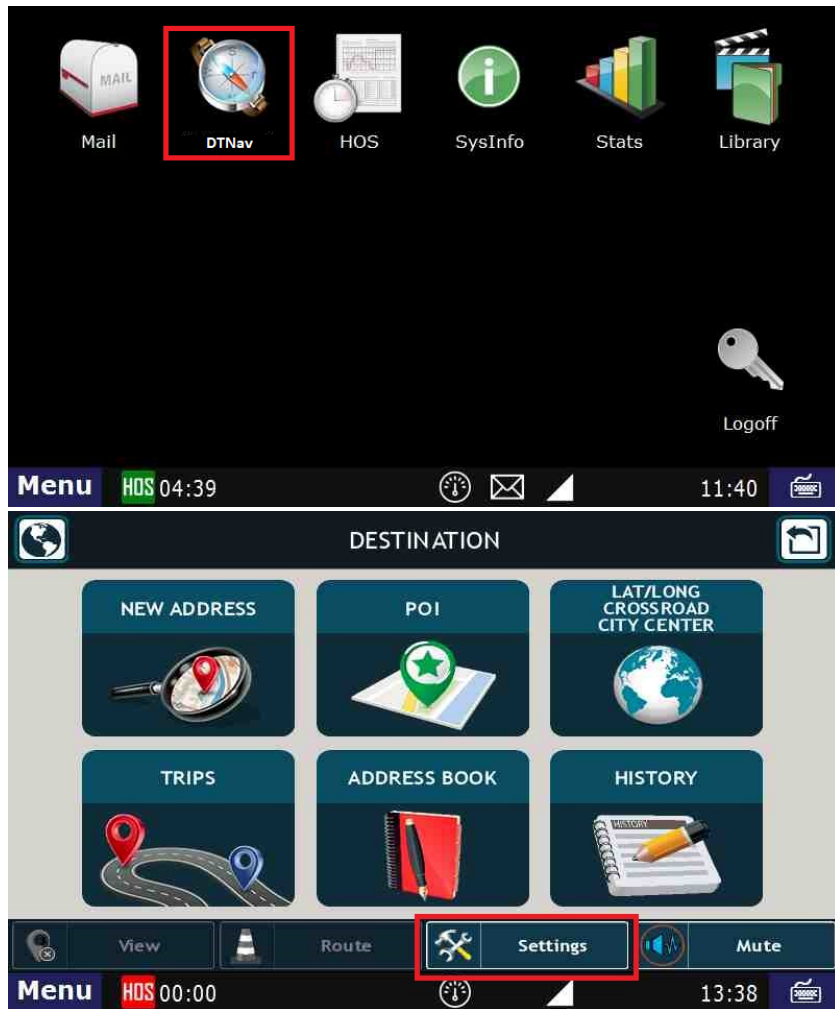 MAIL
Mail
DTNav
HOS
SysInfo
Stats
Library
Logoff
Menu HOS 04:39 11:40
DESTINATION
NEW ADDRESS
POI
LAT/LONG
CROSSROAD
CITY CENTER
TRIPS
ADDRESS BOOK
HISTORY
HISTORY
View
Route
Settings
Mute
Menu HOS 00:00 13:38